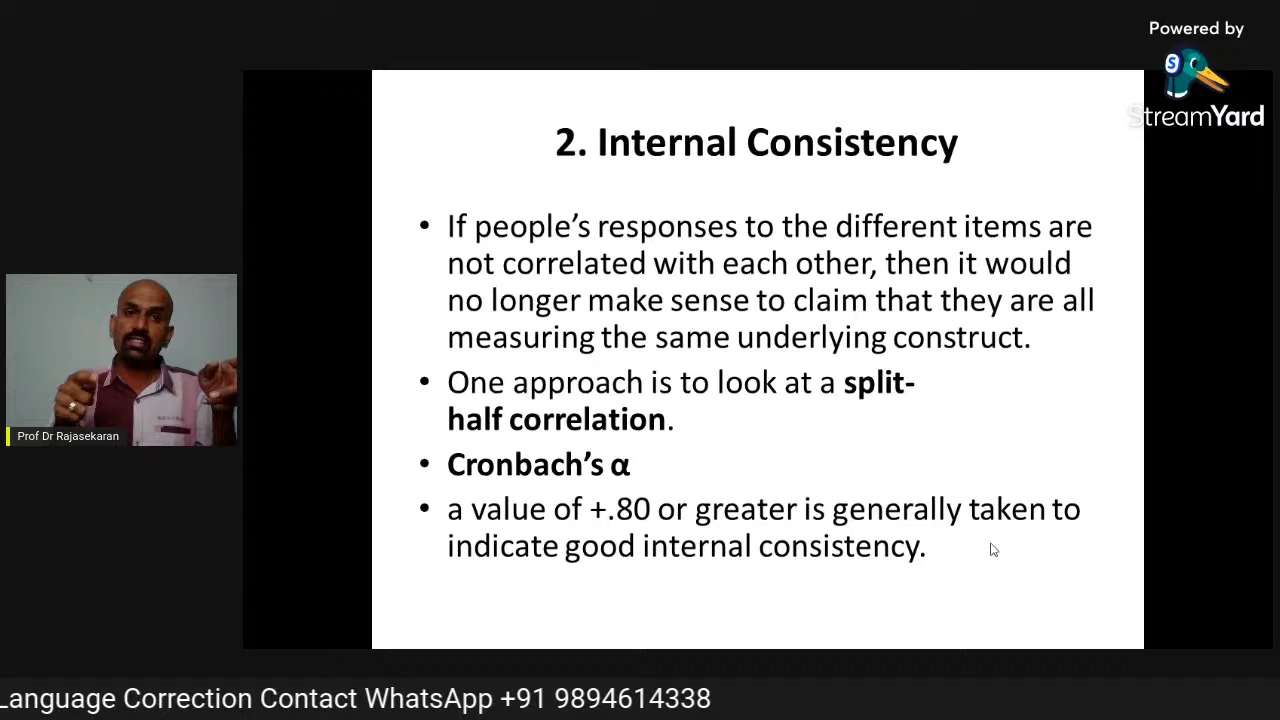 Powered by
S
StreamYard
2. Internal Consistency
• If people’s responses to the different items are
not correlated with each other, then it would
no longer make sense to claim that they are all
measuring the same underlying construct.
• One approach is to look at a split-
half correlation.
• Cronbach’s α
• a value of +.80 or greater is generally taken to
indicate good internal consistency.
Prof Dr Rajasekaran
Language Correction Contact WhatsApp +91 9894614338